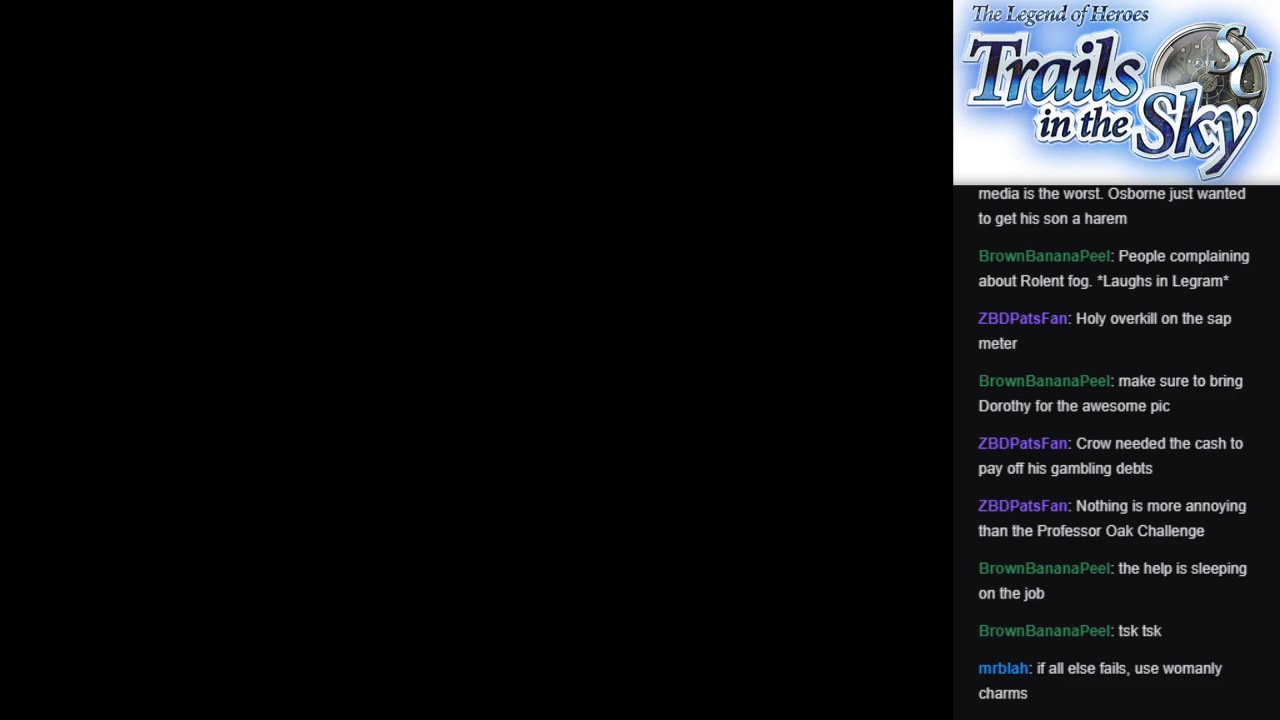 The Legend of Heroes
Trails
in the Sky
SC
media is the worst. Osborne just wanted
to get his son a harem
BrownBananaPeel: People complaining
about Rolent fog. *Laughs in Legram*
ZBDPatsFan: Holy overkill on the sap
meter
BrownBananaPeel: make sure to bring
Dorothy for the awesome pic
ZBDPatsFan: Crow needed the cash to
pay off his gambling debts
ZBDPatsFan: Nothing is more annoying
than the Professor Oak Challenge
BrownBananaPeel: the help is sleeping
on the job
BrownBananaPeel: tsk tsk
mrblah: if all else fails, use womanly
charms